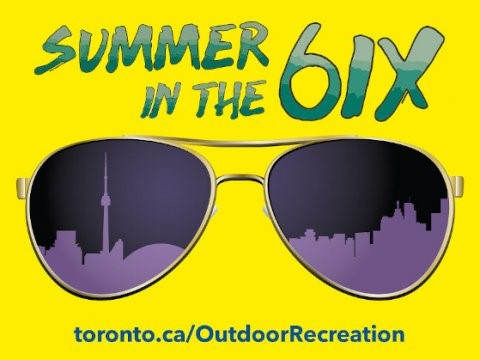 SUMMER
IN THE 6IX
toronto.ca/OutdoorRecreation